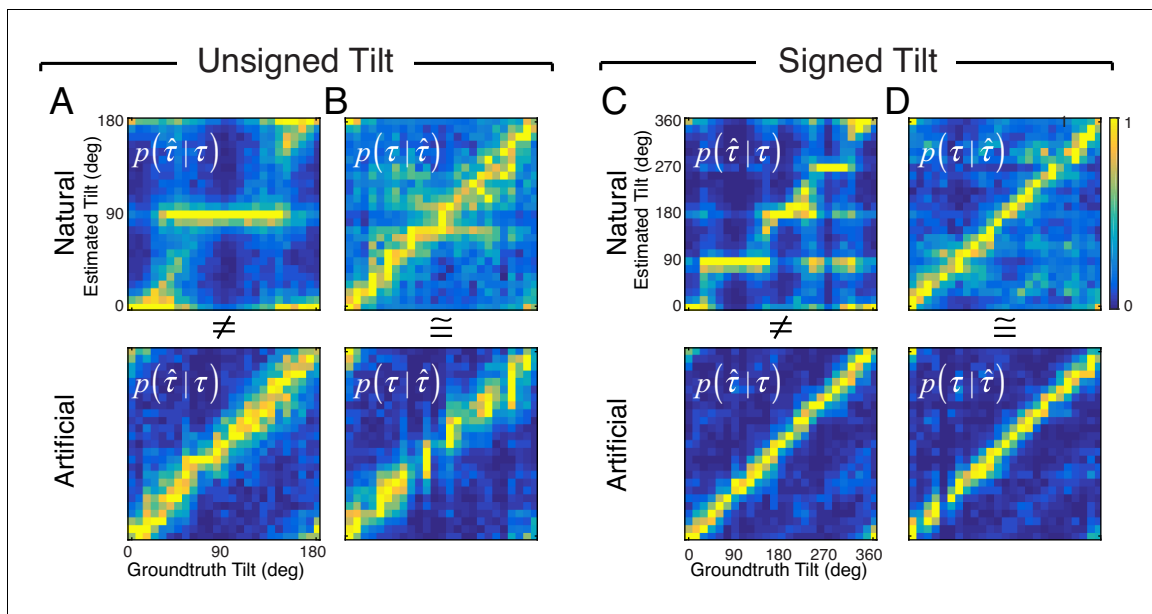 Unsigned Tilt
Signed Tilt
A
B
C
D
Natural
Estimated Tilt (deg)
180
90
0
p(τ̂ | τ)
p(τ | τ̂)
Natural
Estimated Tilt (deg)
360
270
180
90
0
p(τ̂ | τ)
p(τ | τ̂)
1
1
0
≠
≅
≠
≅
Artificial
p(τ̂ | τ)
p(τ | τ̂)
0 90 180
Groundtruth Tilt (deg)
Artificial
p(τ̂ | τ)
p(τ | τ̂)
0 90 180 270 360
Groundtruth Tilt (deg)